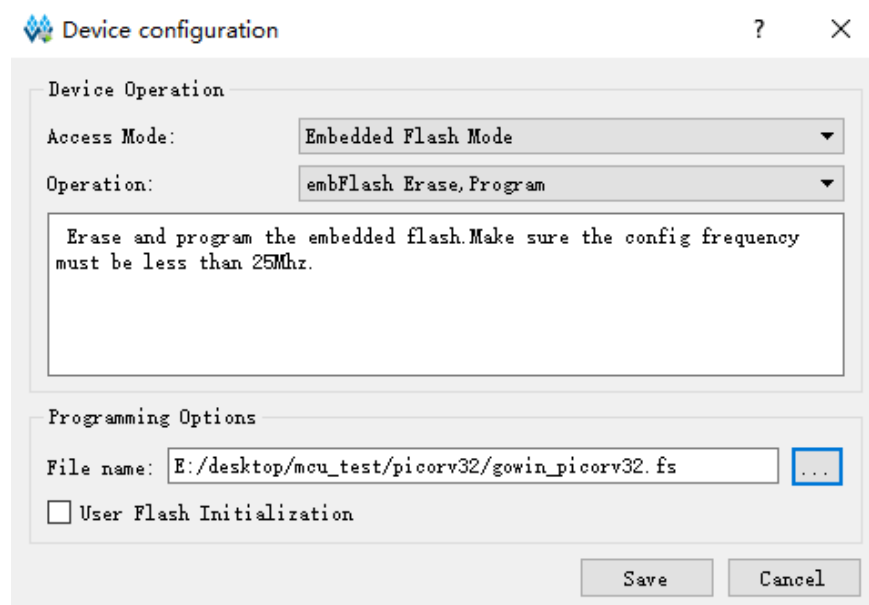 Device configuration
Device Operation
Access Mode: Embedded Flash Mode
Operation: embFlash Erase,Program
Erase and program the embedded flash.Make sure the config frequency
must be less than 25Mhz.
Programming Options
File name: E:/desktop/mcu_test/picorv32/gowin_picorv32.fs ...
User Flash Initialization
Save Cancel